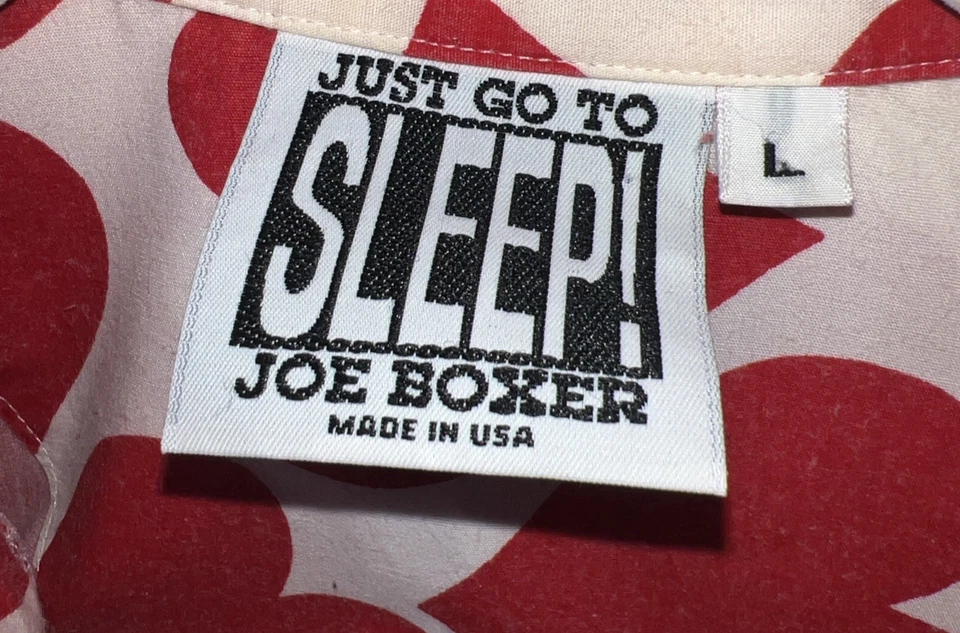 JUST GO TO
SLEEP!
JOE BOXER
MADE IN USA
L